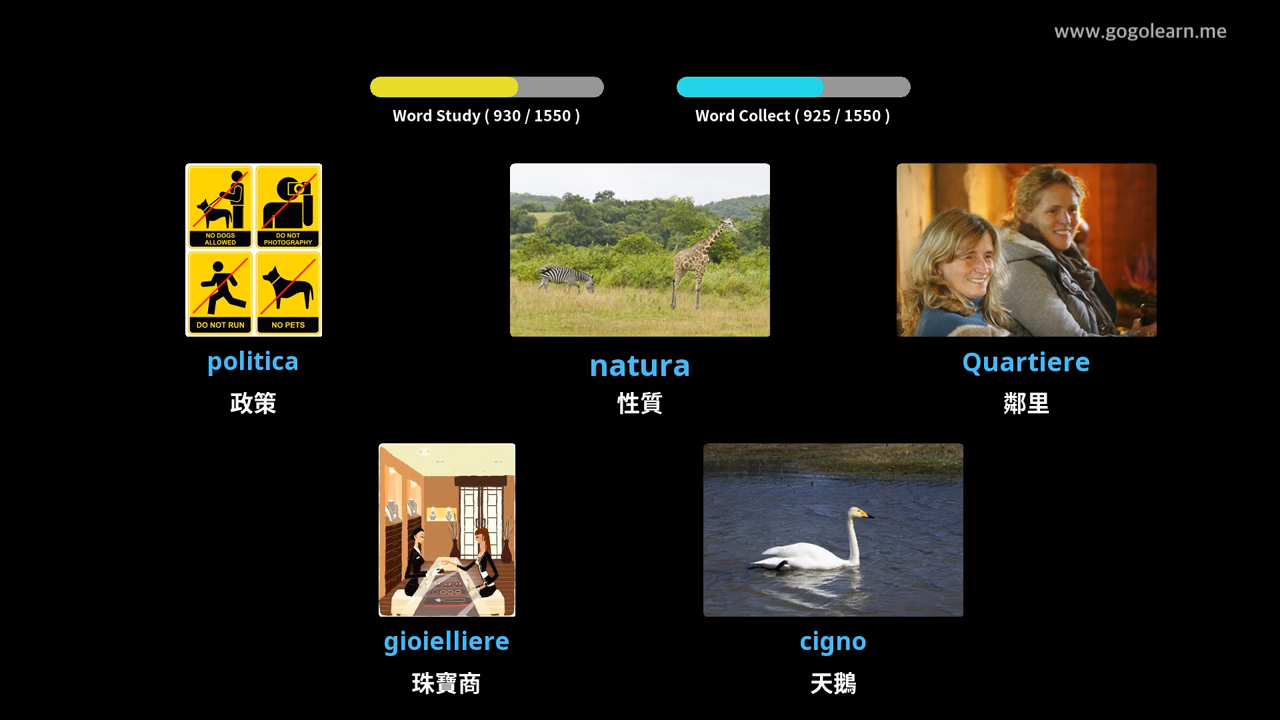 www.gogolearn.me
Word Study ( 930 / 1550 )
Word Collect ( 925 / 1550 )
NO DOGS
ALLOWED
DO NOT
PHOTOGRAPHY
DO NOT RUN
NO PETS
politica
政策
natura
性質
Quartiere
鄰里
gioielliere
珠寶商
cigno
天鵝